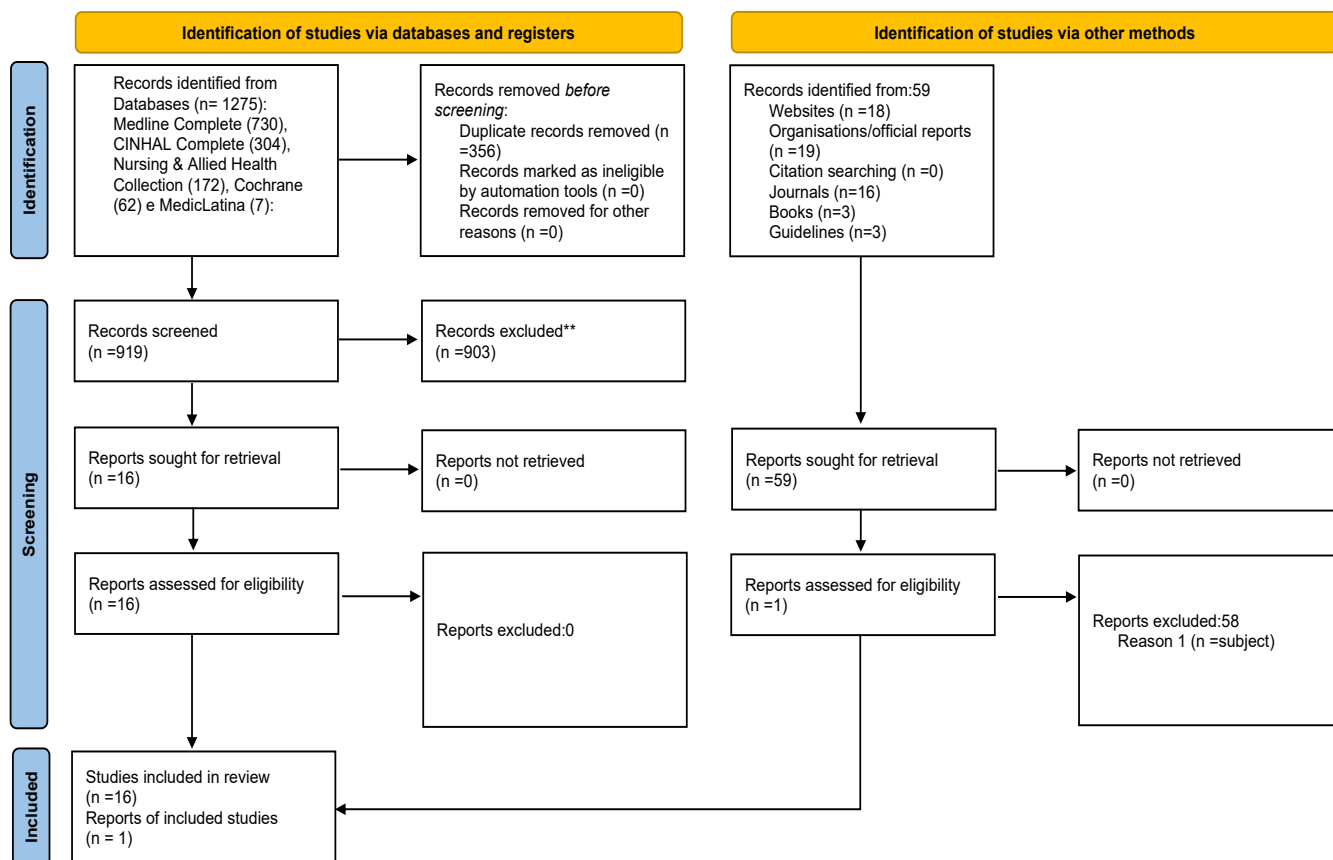 Identification of studies via databases and registers
Identification of studies via other methods
Identification
Records identified from
Databases (n= 1275):
Medline Complete (730),
CINHAL Complete (304),
Nursing & Allied Health
Collection (172), Cochrane
(62) e MedicLatina (7):
Records removed before
screening:
Duplicate records removed (n
=356)
Records marked as ineligible
by automation tools (n =0)
Records removed for other
reasons (n =0)
Records identified from:59
Websites (n =18)
Organisations/official reports
(n =19)
Citation searching (n =0)
Journals (n=16)
Books (n=3)
Guidelines (n=3)
Screening
Records screened
(n =919)
Records excluded**
(n =903)
Reports sought for retrieval
(n =16)
Reports not retrieved
(n =0)
Reports sought for retrieval
(n =59)
Reports not retrieved
(n =0)
Reports assessed for eligibility
(n =16)
Reports excluded:0
Reports assessed for eligibility
(n =1)
Reports excluded:58
Reason 1 (n =subject)
Included
Studies included in review
(n =16)
Reports of included studies
(n = 1)